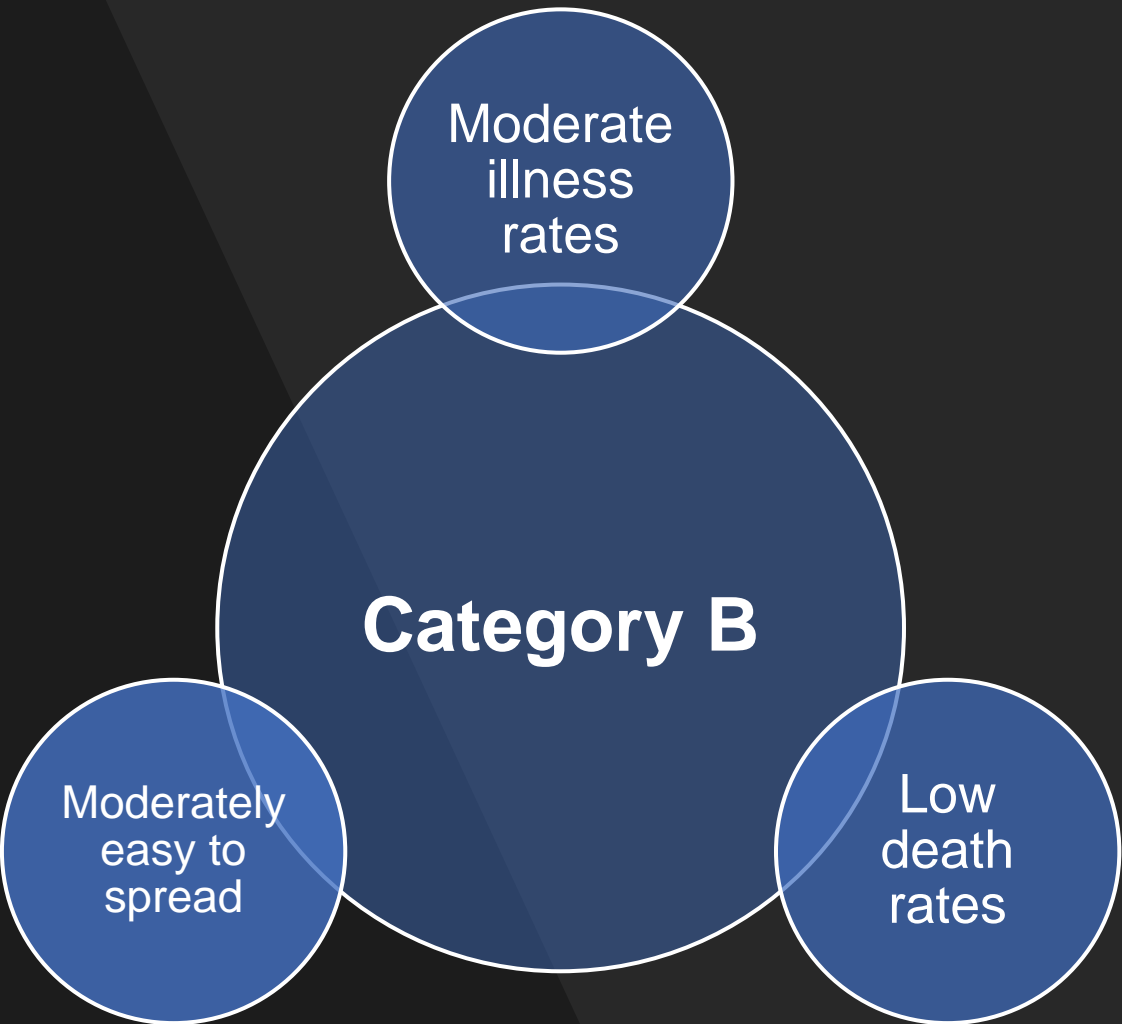 Moderate
illness
rates
Category B
Moderately
easy to
spread
Low
death
rates